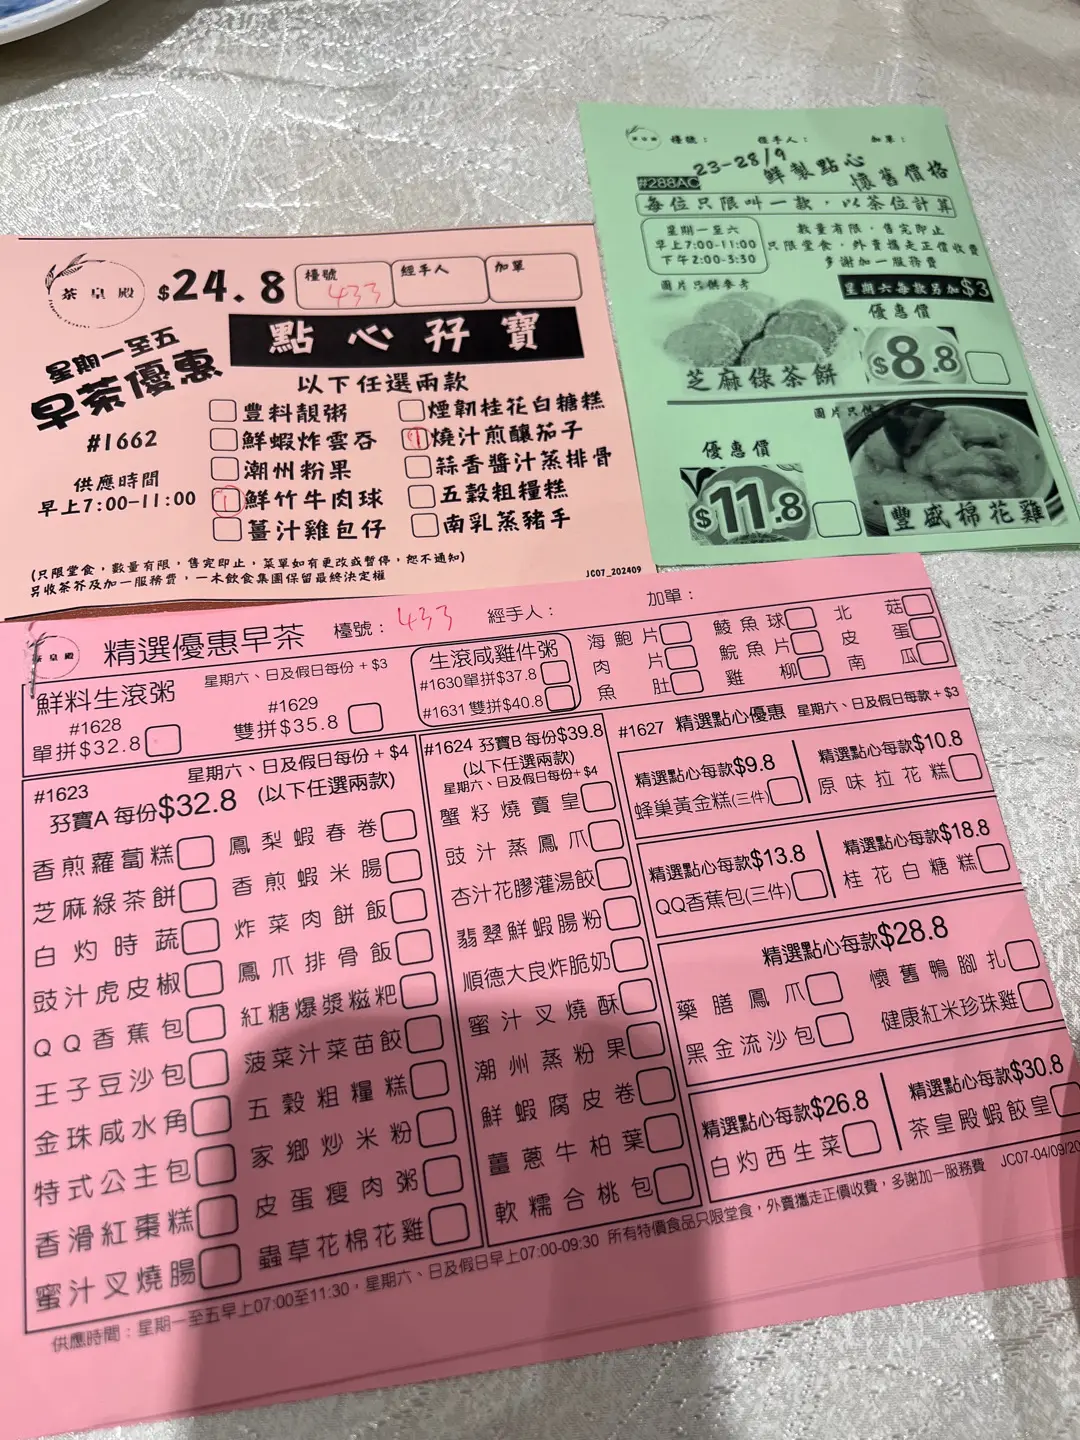 茶皇殿
$24.8
檯號
433
經手人
加單
星期一至五
早茶優惠
#1662
供應時間
早上7:00-11:00
點心孖寶
以下任選兩款
豐料靚粥
鮮蝦炸雲吞
潮州粉果
1 鮮竹牛肉球
薑汁雞包仔
煙韌桂花白糖糕
1 燒汁煎釀茄子
蒜香醬汁蒸排骨
五穀粗糧糕
南乳蒸豬手
(只限堂食，數量有限，售完即止，菜單如有更改或暫停，恕不通知)
另收茶芥及加一服務費，一木飲食集團保留最終決定權
JC07_202409
檯號：
經手人：
加單：
#288AC
23-28/9
鮮製點心
懷舊價格
每位只限叫一款，以茶位計算
星期一至六
早上7:00-11:00
下午2:00-3:30
數量有限，售完即止
只限堂食，外賣攜走正價收費
多謝加一服務費
圖片只供參考
星期六每款另加$3
優惠價
$8.8
芝麻綠茶餅
圖片只供
優惠價
$11.8
豐盛棉花雞
茶皇殿
精選優惠早茶
檯號：433
經手人：
加單：
鮮料生滾粥
星期六、日及假日每份 + $3
#1628
單拼$32.8
#1629
雙拼$35.8
生滾咸雞件粥
#1630單拼$37.8
#1631 雙拼$40.8
海鮑片
鯪魚球
北菇
肉片
鯇魚片
皮蛋
魚肚
雞柳
南瓜
#1623
星期六、日及假日每份 + $4
孖寶A 每份$32.8 (以下任選兩款)
香煎蘿蔔糕
芝麻綠茶餅
白灼時蔬
豉汁虎皮椒
QQ香蕉包
王子豆沙包
金珠咸水角
特式公主包
香滑紅棗糕
蜜汁叉燒腸
鳳梨蝦春卷
香煎蝦米腸
炸菜肉餅飯
鳳爪排骨飯
紅糖爆漿糍粑
菠菜汁菜苗餃
五穀粗糧糕
家鄉炒米粉
皮蛋瘦肉粥
蟲草花棉花雞
#1624 孖寶B 每份$39.8
(以下任選兩款)
星期六、日及假日每份+ $4
蟹籽燒賣皇
豉汁蒸鳳爪
杏汁花膠灌湯餃
翡翠鮮蝦腸粉
順德大良炸脆奶
蜜汁叉燒酥
潮州蒸粉果
鮮蝦腐皮卷
薑蔥牛柏葉
軟糯合桃包
#1627 精選點心優惠 星期六、日及假日每款 + $3
精選點心每款$9.8
蜂巢黃金糕(三件)
精選點心每款$10.8
原味拉花糕
精選點心每款$13.8
QQ香蕉包(三件)
精選點心每款$18.8
桂花白糖糕
精選點心每款$28.8
藥膳鳳爪
懷舊鴨腳扎
黑金流沙包
健康紅米珍珠雞
精選點心每款$26.8
白灼西生菜
精選點心每款$30.8
茶皇殿蝦餃皇
供應時間：星期一至五早上07:00至11:30，星期六、日及假日早上07:00-09:30 所有特價食品只限堂食，外賣攜走正價收費，多謝加一服務費 JC07-04/09/20